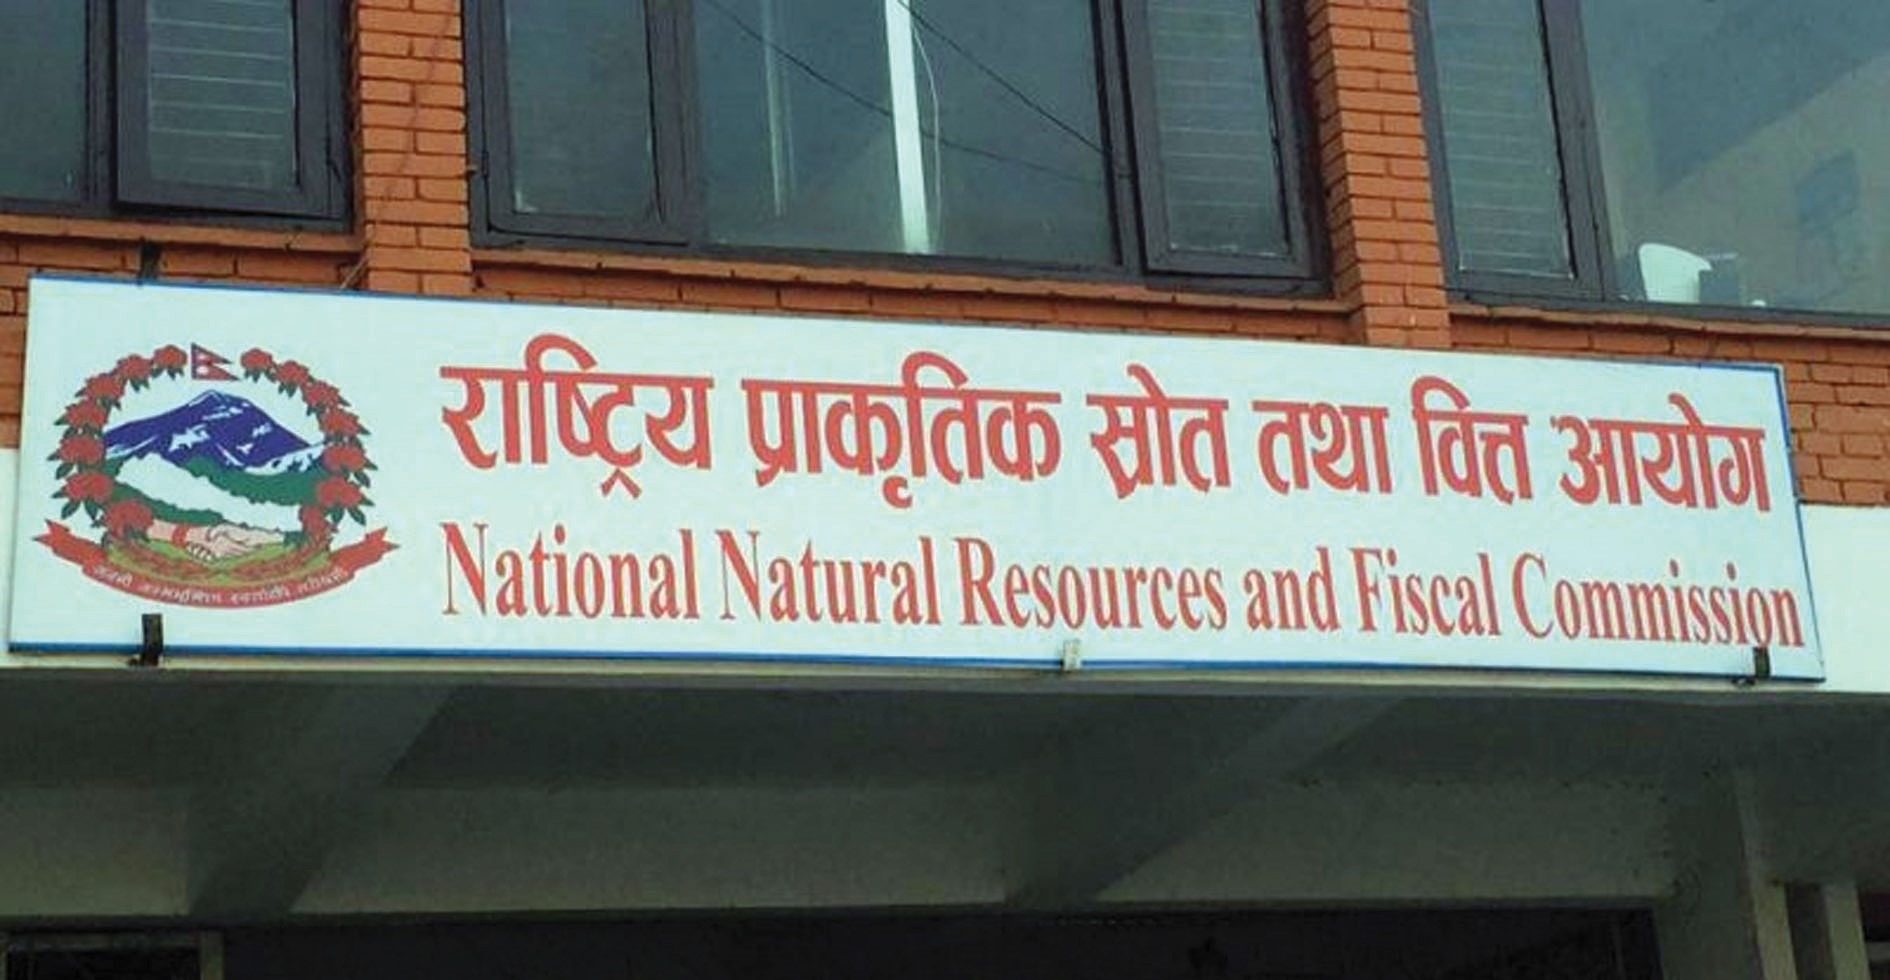 राष्ट्रिय प्राकृतिक स्रोत तथा वित्त आयोग
National Natural Resources and Fiscal Commission